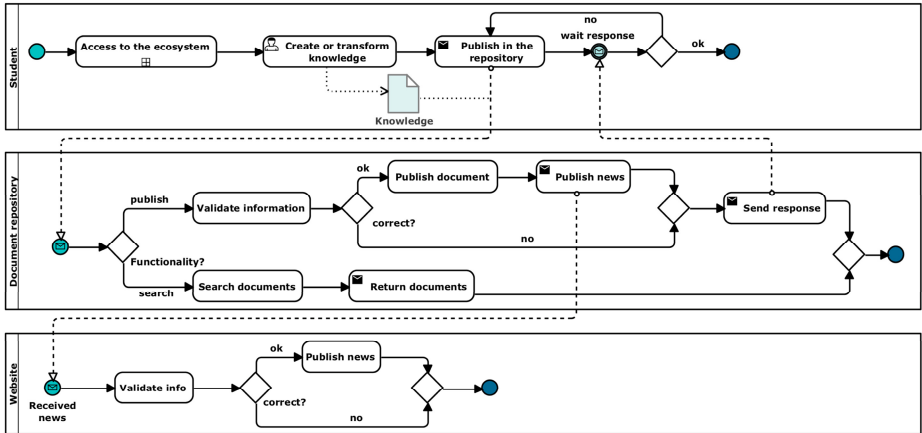 Student
no
wait response
Access to the ecosystem
Create or transform
knowledge
Publish in the
repository
ok
Knowledge
Document repository
ok
Publish document
Publish news
publish
Validate information
correct?
Send response
no
Functionality?
search
Search documents
Return documents
Website
ok
Publish news
Validate info
correct?
Received
news
no